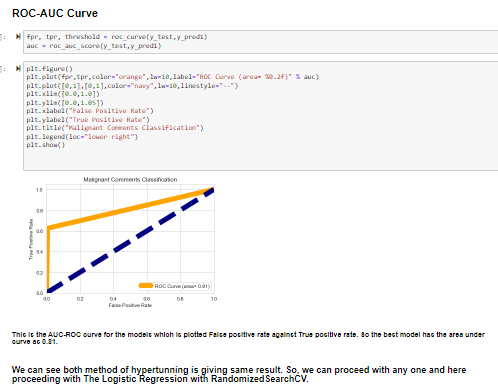 ROC-AUC Curve
fpr, tpr, threshold = roc_curve(y_test,y_pred1)
auc = roc_auc_score(y_test,y_pred1)
plt.figure()
plt.plot(fpr,tpr,color="orange",lw=10,label="ROC Curve (area= %0.2f)" % auc)
plt.plot([0,1],[0,1],color="navy",lw=10,linestyle="--")
plt.xlim([0.0,1.0])
plt.ylim([0.0,1.05])
plt.xlabel("False Positive Rate")
plt.ylabel("True Positive Rate")
plt.title("Malignant Comments Classification")
plt.legend(loc="lower right")
plt.show()
Malignant Comments Classification
1.0
0.8
0.6
0.4
0.2
0.0
True Positive Rate
ROC Curve (area= 0.81)
0.0 0.2 0.4 0.6 0.8 1.0
False Positive Rate
This is the AUC-ROC curve for the models which is plotted False positive rate against True positive rate. So the best model has the area under
curve as 0.81.
We can see both method of hypertunning is giving same result. So, we can proceed with any one and here
proceeding with The Logistic Regression with RandomizedSearchCV.